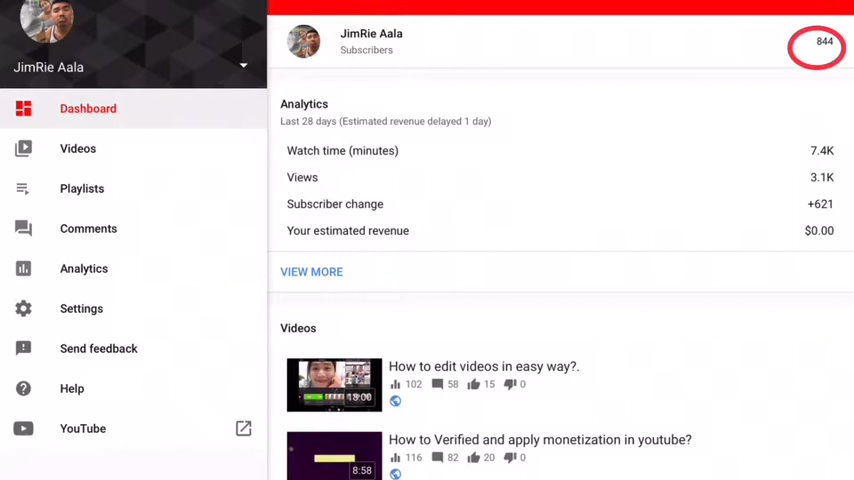 JimRie Aala
Dashboard
Videos
Playlists
Comments
Analytics
Settings
Send feedback
Help
YouTube
JimRie Aala
Subscribers
844
Analytics
Last 28 days (Estimated revenue delayed 1 day)
Watch time (minutes) 7.4K
Views 3.1K
Subscriber change +621
Your estimated revenue $0.00
VIEW MORE
Videos
18:00
How to edit videos in easy way?.
102 58 15 0
8:58
How to Verified and apply monetization in youtube?
116 82 20 0